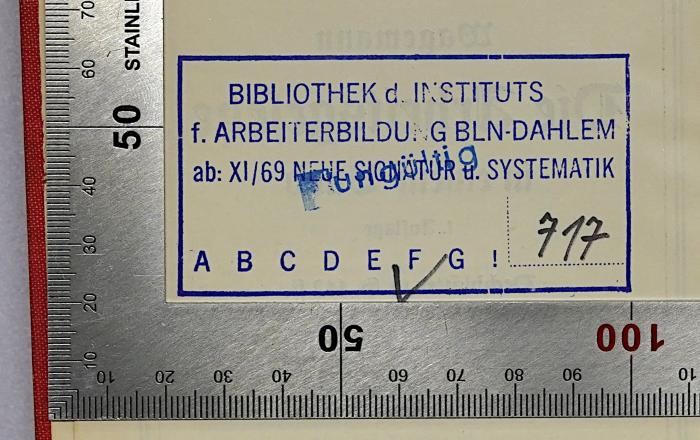 BIBLIOTHEK d. INSTITUTS
f. ARBEITERBILDUNG BLN-DAHLEM
ab: XI/69 NEUE SIGNATUR u. SYSTEMATIK
ungültig
717
A B C D E F G !
STAINL
70
60
50
40
30
20
10
50
100
10 20 30 40 60 70 80 90 10